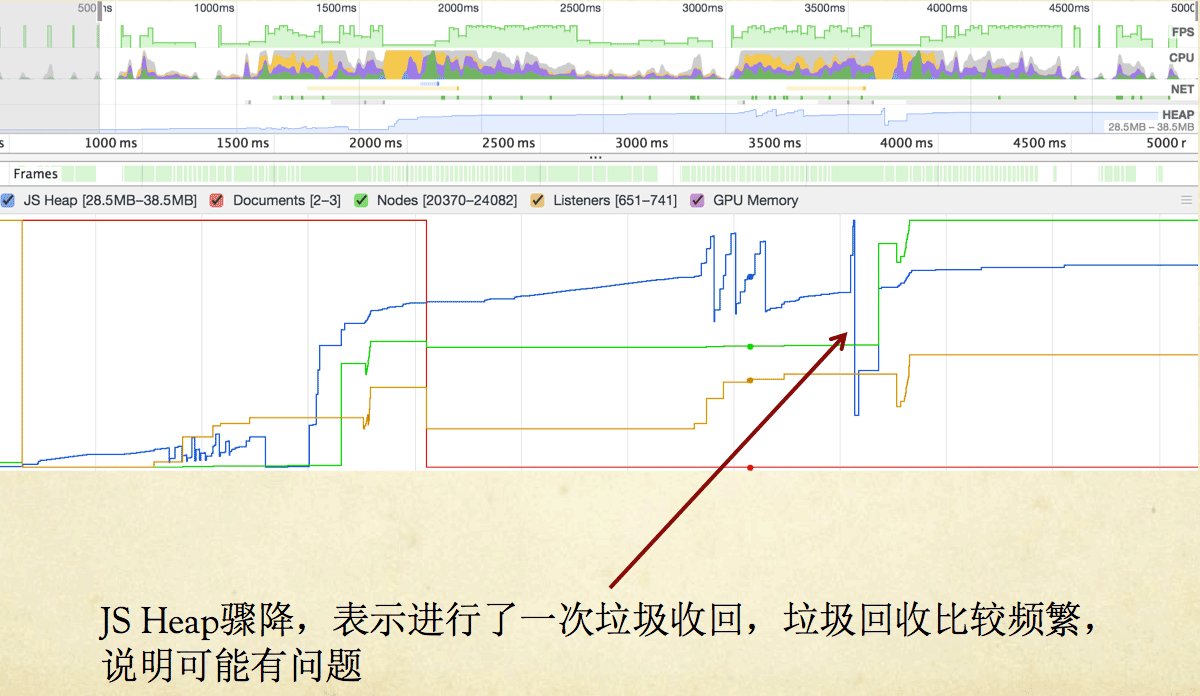 500 ms 1000ms 1500ms 2000ms 2500ms 3000ms 3500ms 4000ms 4500ms 5000
FPS
CPU
NET
HEAP
28.5MB – 38.5MB
s 1000 ms 1500 ms 2000 ms 2500 ms 3000 ms 3500 ms 4000 ms 4500 ms 5000 r
...
Frames
JS Heap [28.5MB–38.5MB] Documents [2–3] Nodes [20370–24082] Listeners [651–741] GPU Memory
JS Heap骤降，表示进行了一次垃圾收回，垃圾回收比较频繁，
说明可能有问题